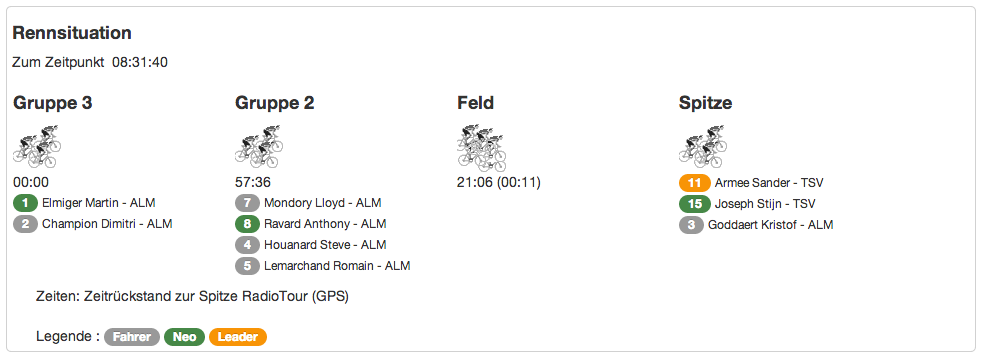 Rennsituation
Zum Zeitpunkt 08:31:40
Gruppe 3
00:00
1 Elmiger Martin - ALM
2 Champion Dimitri - ALM
Gruppe 2
57:36
7 Mondory Lloyd - ALM
8 Ravard Anthony - ALM
4 Houanard Steve - ALM
5 Lemarchand Romain - ALM
Feld
21:06 (00:11)
Spitze
11 Armee Sander - TSV
15 Joseph Stijn - TSV
3 Goddaert Kristof - ALM
Zeiten: Zeitrückstand zur Spitze RadioTour (GPS)
Legende : Fahrer Neo Leader